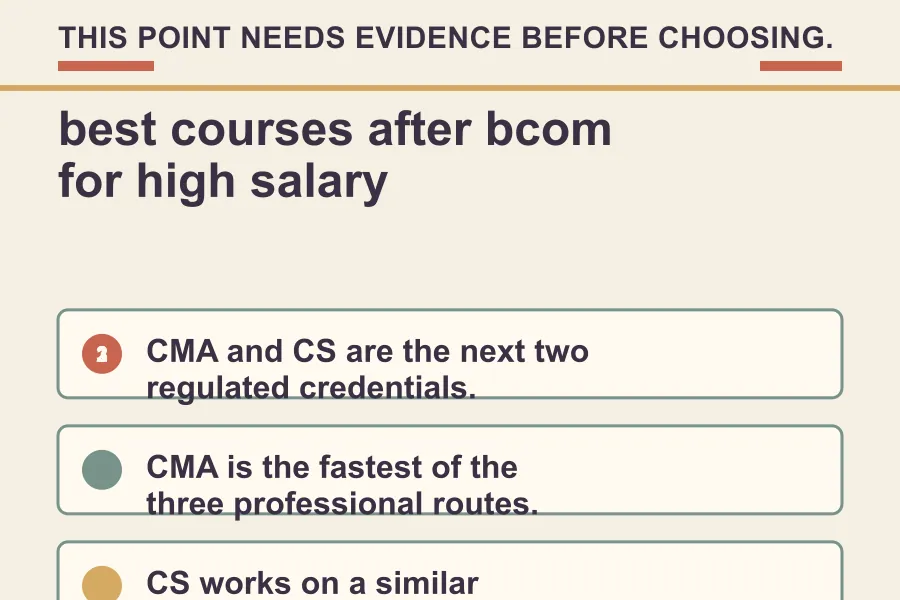 THIS POINT NEEDS EVIDENCE BEFORE CHOOSING.
best courses after bcom
for high salary
CMA and CS are the next two
regulated credentials.
CMA is the fastest of the
three professional routes.
CS works on a similar